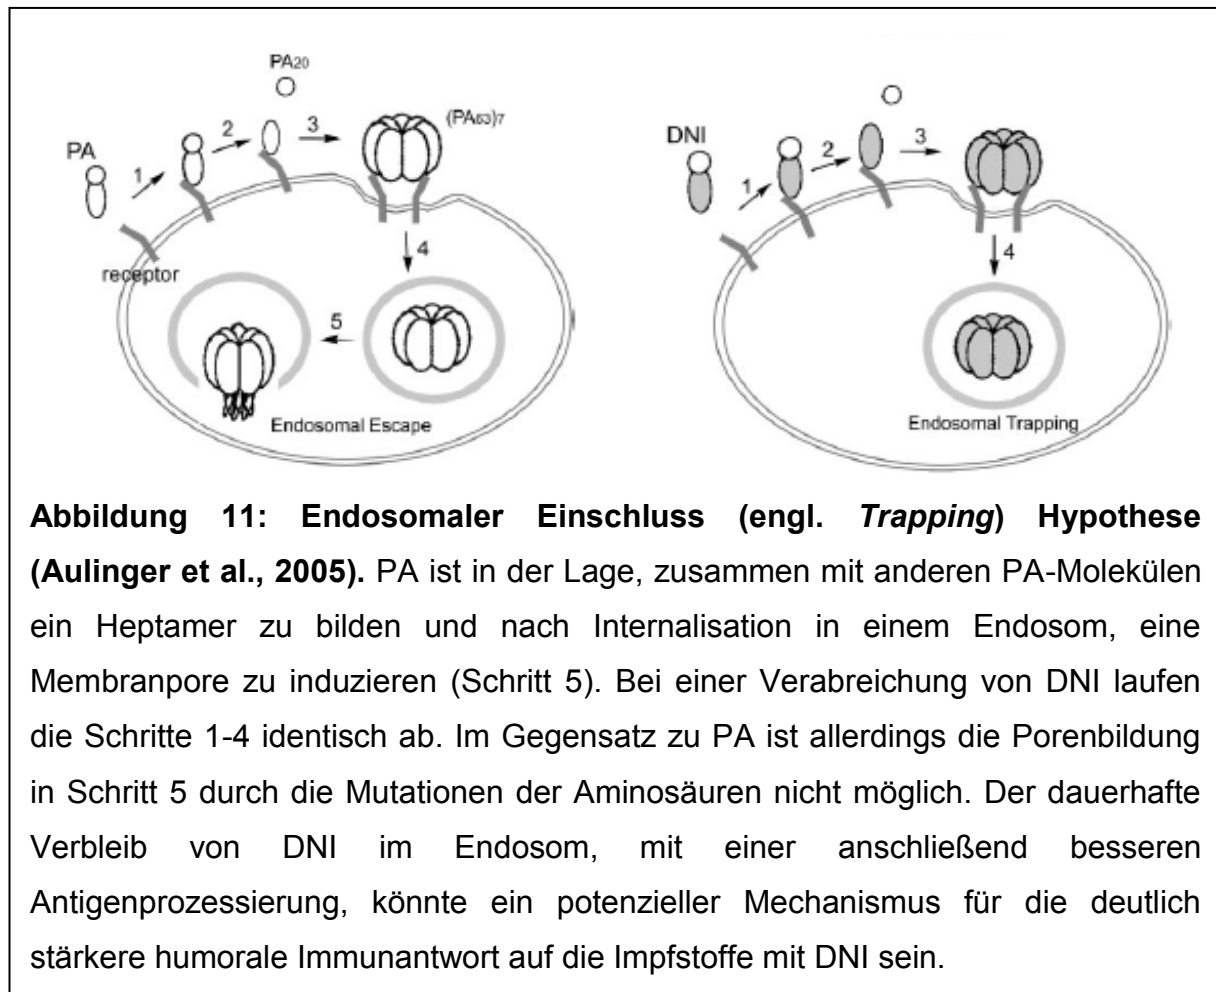 PA20
PA
1
2
3
(PA63)7
receptor
4
5
Endosomal Escape
DNI
1
2
3
4
Endosomal Trapping
Abbildung 11: Endosomaler Einschluss (engl. Trapping) Hypothese
(Aulinger et al., 2005). PA ist in der Lage, zusammen mit anderen PA-Molekülen
ein Heptamer zu bilden und nach Internalisation in einem Endosom, eine
Membranpore zu induzieren (Schritt 5). Bei einer Verabreichung von DNI laufen
die Schritte 1-4 identisch ab. Im Gegensatz zu PA ist allerdings die Porenbildung
in Schritt 5 durch die Mutationen der Aminosäuren nicht möglich. Der dauerhafte
Verbleib von DNI im Endosom, mit einer anschließend besseren
Antigenprozessierung, könnte ein potenzieller Mechanismus für die deutlich
stärkere humorale Immunantwort auf die Impfstoffe mit DNI sein.